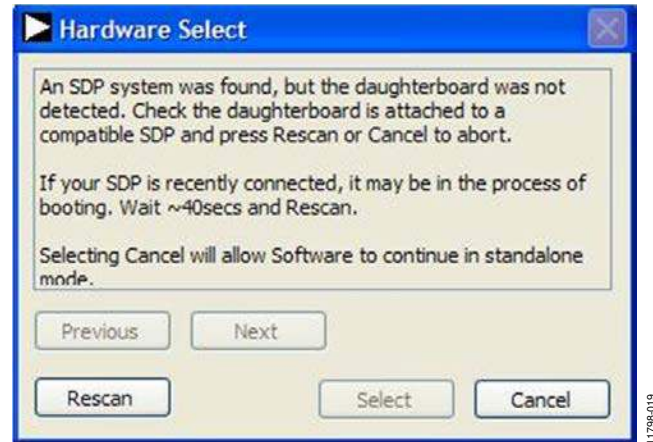 Hardware Select
An SDP system was found, but the daughterboard was not
detected. Check the daughterboard is attached to a
compatible SDP and press Rescan or Cancel to abort.
If your SDP is recently connected, it may be in the process of
booting. Wait ~40secs and Rescan.
Selecting Cancel will allow Software to continue in standalone
mode.
Previous Next
Rescan Select Cancel